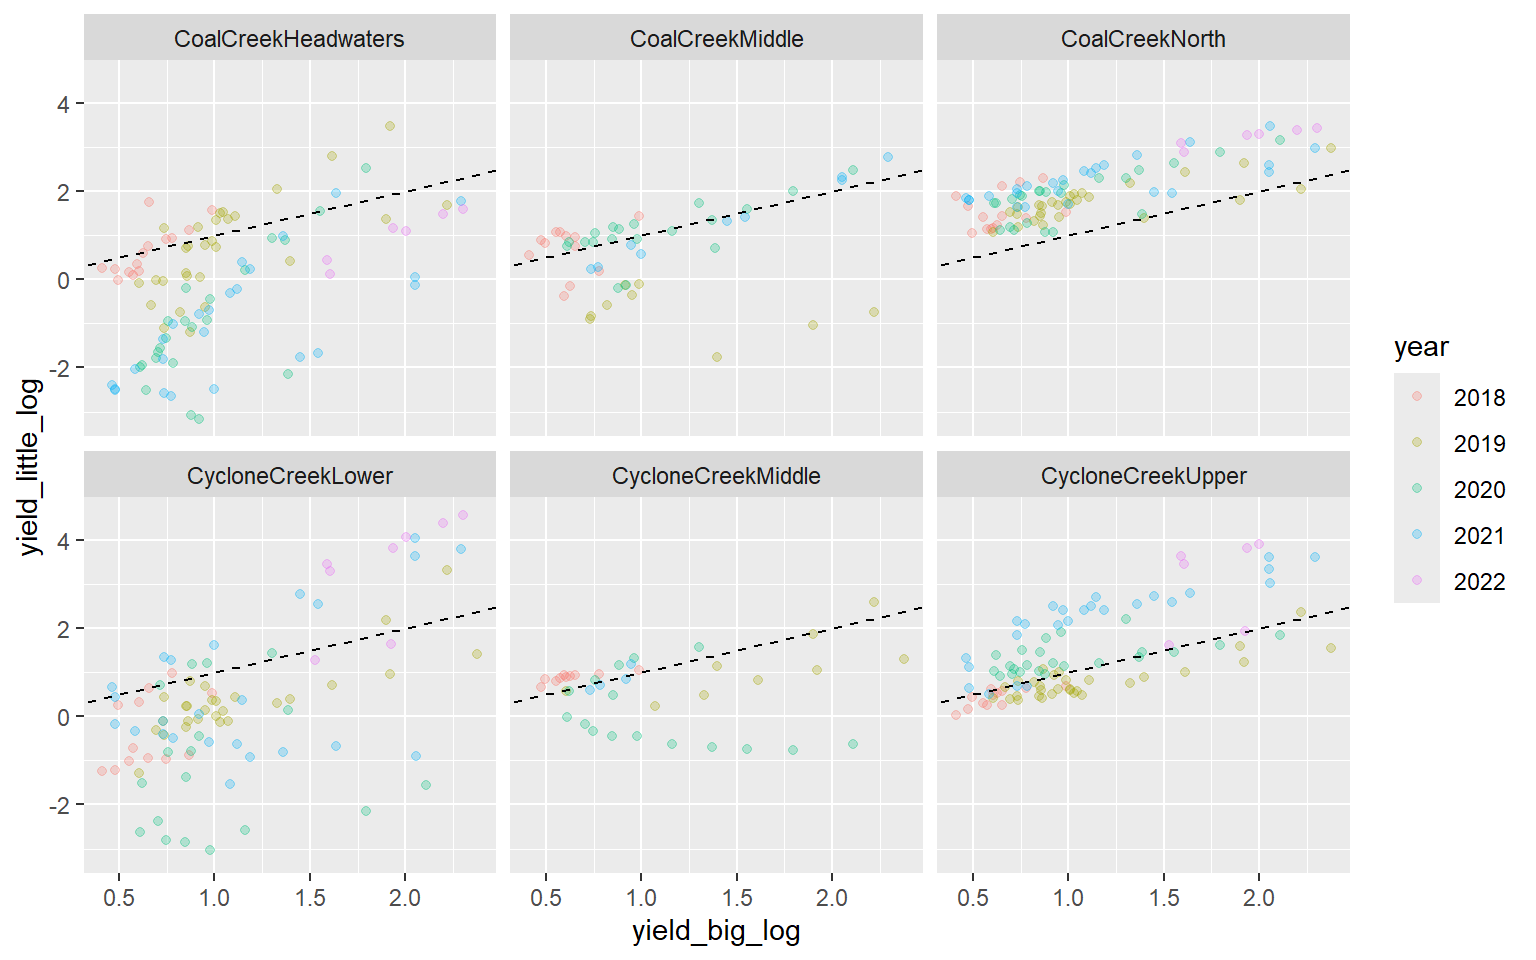 CoalCreekHeadwaters CoalCreekMiddle CoalCreekNorth
4
2
0
-2
CycloneCreekLower CycloneCreekMiddle CycloneCreekUpper
4
2
0
-2
0.5 1.0 1.5 2.0 0.5 1.0 1.5 2.0 0.5 1.0 1.5 2.0
yield_big_log
yield_little_log
year
2018
2019
2020
2021
2022